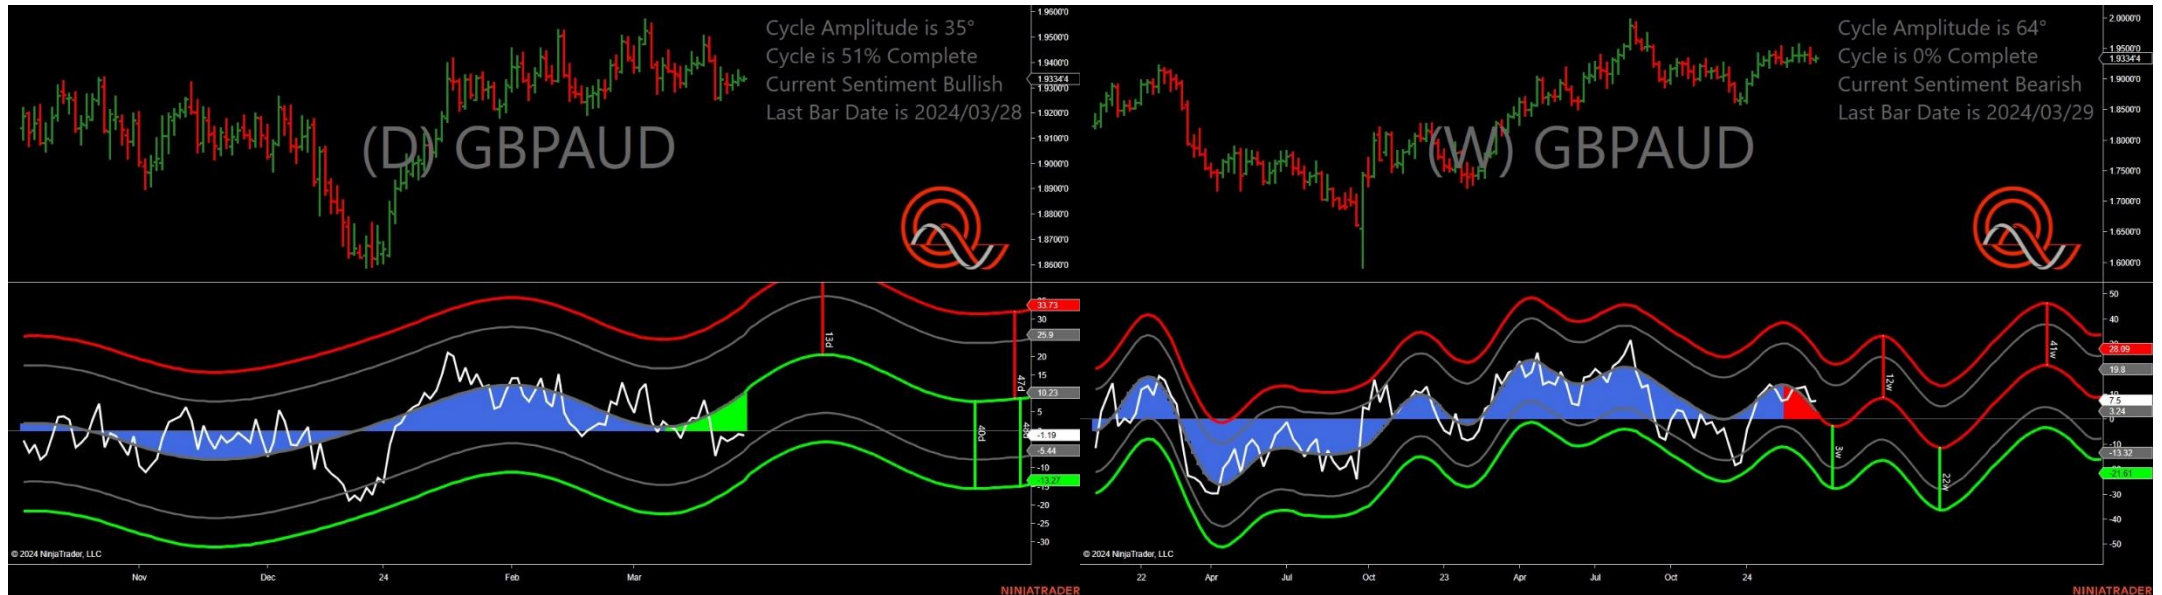 Cycle Amplitude is 35°
Cycle is 51% Complete
Current Sentiment Bullish
Last Bar Date is 2024/03/28
(D) GBPAUD
1.9600'0
1.9500'0
1.9400'0
1.9334'4
1.9300'0
1.9200'0
1.9100'0
1.9000'0
1.8900'0
1.8800'0
1.8700'0
1.8600'0
33.73
30
25.9
20
15
10.23
5
-1.19
-5.44
-10
-13.27
-20
-25
-30
13d
47d
40d
© 2024 NinjaTrader, LLC
Nov
Dec
24
Feb
Mar
NINJATRADER
Cycle Amplitude is 64°
Cycle is 0% Complete
Current Sentiment Bearish
Last Bar Date is 2024/03/29
(W) GBPAUD
2.0000'0
1.9500'0
1.9334'4
1.9000'0
1.8500'0
1.8000'0
1.7500'0
1.7000'0
1.6500'0
1.6000'0
50
40
28.09
19.8
7.5
3.24
0
-10
-13.32
-21.61
-30
-40
-50
3w
12w
22w
41w
© 2024 NinjaTrader, LLC
22
Apr
Jul
Oct
23
Apr
Jul
Oct
24
NINJATRADER